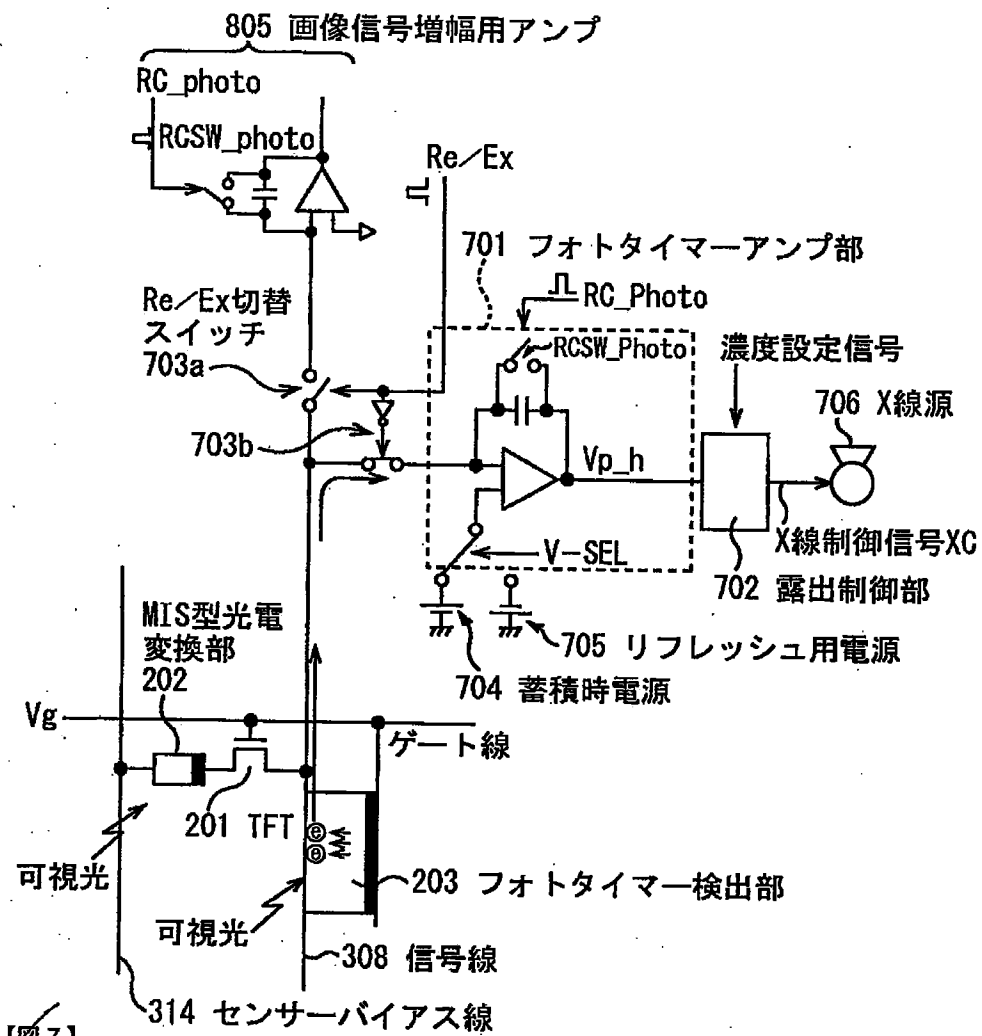 805 画像信号増幅用アンプ
RC_photo
RCSW_photo
Re/Ex
701 フォトタイマーアンプ部
RC_Photo
RCSW_Photo
Re/Ex切替
スイッチ
703a
濃度設定信号
706 X線源
703b
Vp_h
V-SEL
X線制御信号XC
702 露出制御部
MIS型光電
変換部
202
705 リフレッシュ用電源
704 蓄積時電源
Vg
ゲート線
201 TFT
e
e
可視光
203 フォトタイマー検出部
可視光
308 信号線
314 センサーバイアス線
【図7】